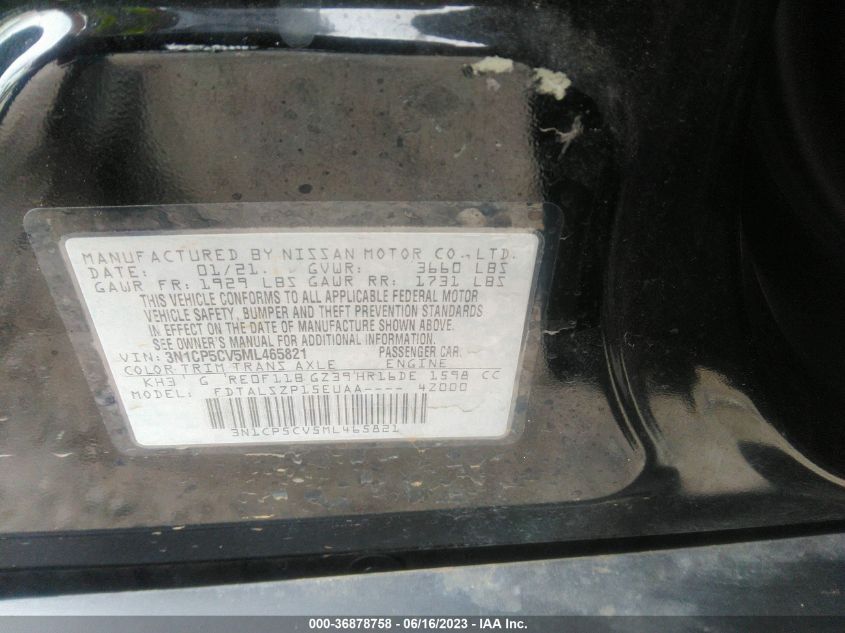 MANUFACTURED BY NISSAN MOTOR CO.,LTD.
DATE: 01/21. GVWR: 3660 LBS
GAWR FR: 1929 LBS GAWR RR: 1731 LBS
THIS VEHICLE CONFORMS TO ALL APPLICABLE FEDERAL MOTOR
VEHICLE SAFETY, BUMPER AND THEFT PREVENTION STANDARDS
IN EFFECT ON THE DATE OF MANUFACTURE SHOWN ABOVE.
SEE OWNER'S MANUAL FOR ADDITIONAL INFORMATION.
VIN: 3N1CP5CV5ML465821 PASSENGER CAR.
COLOR TRIM TRANS AXLE ENGINE
KH3 G RE0F11B GZ39 HR16DE 1598 CC
MODEL: FDTALSZP15EUAA---- 4Z000
3N1CP5CV5ML465821
000-36878758 - 06/16/2023 - IAA Inc.